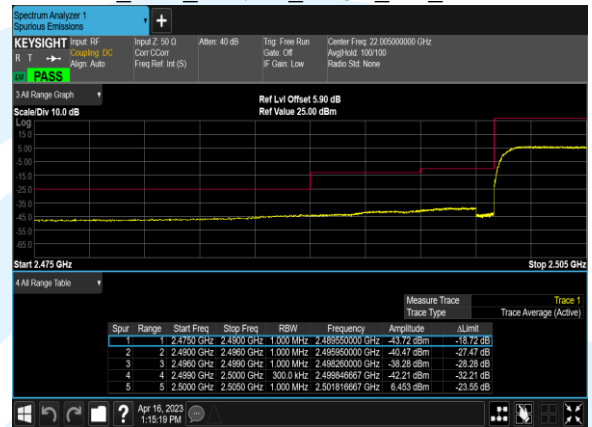 Spectrum Analyzer 1
Spurious Emissions
+
KEYSIGHT Input: RF Input Z: 50 Ω Atten: 40 dB Trig: Free Run Center Freq: 22.005000000 GHz
R T Coupling: DC Corr CCorr Gate: Off Avg|Hold: 100/100
Align: Auto Freq Ref: Int (S) IF Gain: Low Radio Std: None
LV PASS
3 All Range Graph
Ref Lvl Offset 5.90 dB
Scale/Div 10.0 dB Ref Value 25.00 dBm
Log
15.0
5.00
-5.00
-15.0
-25.0
-35.0
-45.0
-55.0
-65.0
Start 2.475 GHz Stop 2.505 GHz
4 All Range Table
Measure Trace Trace 1
Trace Type Trace Average (Active)
Spur Range Start Freq Stop Freq RBW Frequency Amplitude ΔLimit
1 1 2.4750 GHz 2.4900 GHz 1.000 MHz 2.489550000 GHz -43.72 dBm -18.72 dB
2 2 2.4900 GHz 2.4960 GHz 1.000 MHz 2.495950000 GHz -40.47 dBm -27.47 dB
3 3 2.4960 GHz 2.4990 GHz 1.000 MHz 2.498260000 GHz -38.28 dBm -28.28 dB
4 4 2.4990 GHz 2.5000 GHz 300.0 kHz 2.499846667 GHz -42.21 dBm -32.21 dB
5 5 2.5000 GHz 2.5050 GHz 1.000 MHz 2.501816667 GHz 6.453 dBm -23.55 dB
? Apr 16, 2023
1:15:19 PM